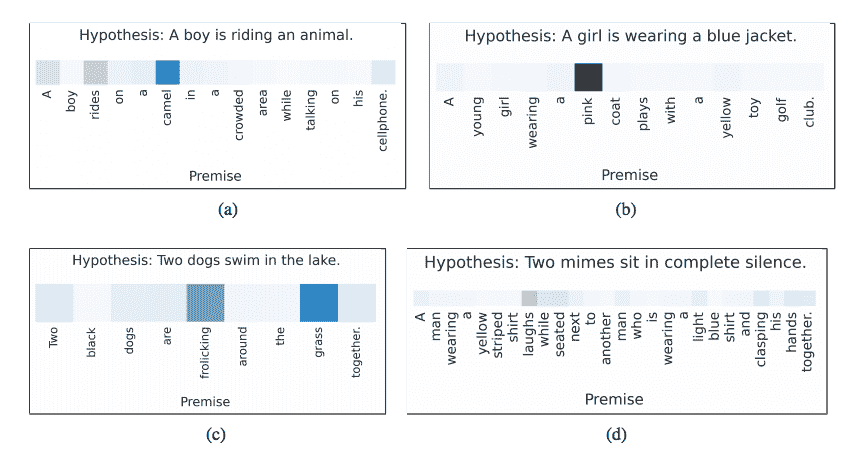 Hypothesis: A boy is riding an animal.
A boy rides on a camel in a crowded area while talking on his cellphone.
Premise
(a)
Hypothesis: A girl is wearing a blue jacket.
A young girl wearing a pink coat plays with a yellow toy golf club.
Premise
(b)
Hypothesis: Two dogs swim in the lake.
Two black dogs are frolicking around the grass together.
Premise
(c)
Hypothesis: Two mimes sit in complete silence.
A man wearing a yellow striped shirt laughs while seated next to another man who is wearing a light blue shirt and clasping his hands together.
Premise
(d)